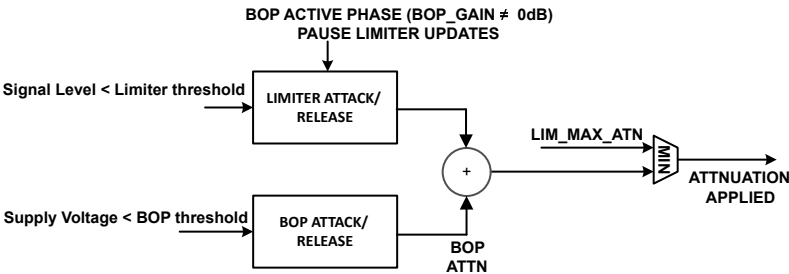 BOP ACTIVE PHASE (BOP_GAIN ≠ 0dB)
PAUSE LIMITER UPDATES
Signal Level < Limiter threshold
LIMITER ATTACK/
RELEASE
LIM_MAX_ATN
MIN
+
ATTNUATION
APPLIED
Supply Voltage < BOP threshold
BOP ATTACK/
RELEASE
BOP
ATTN